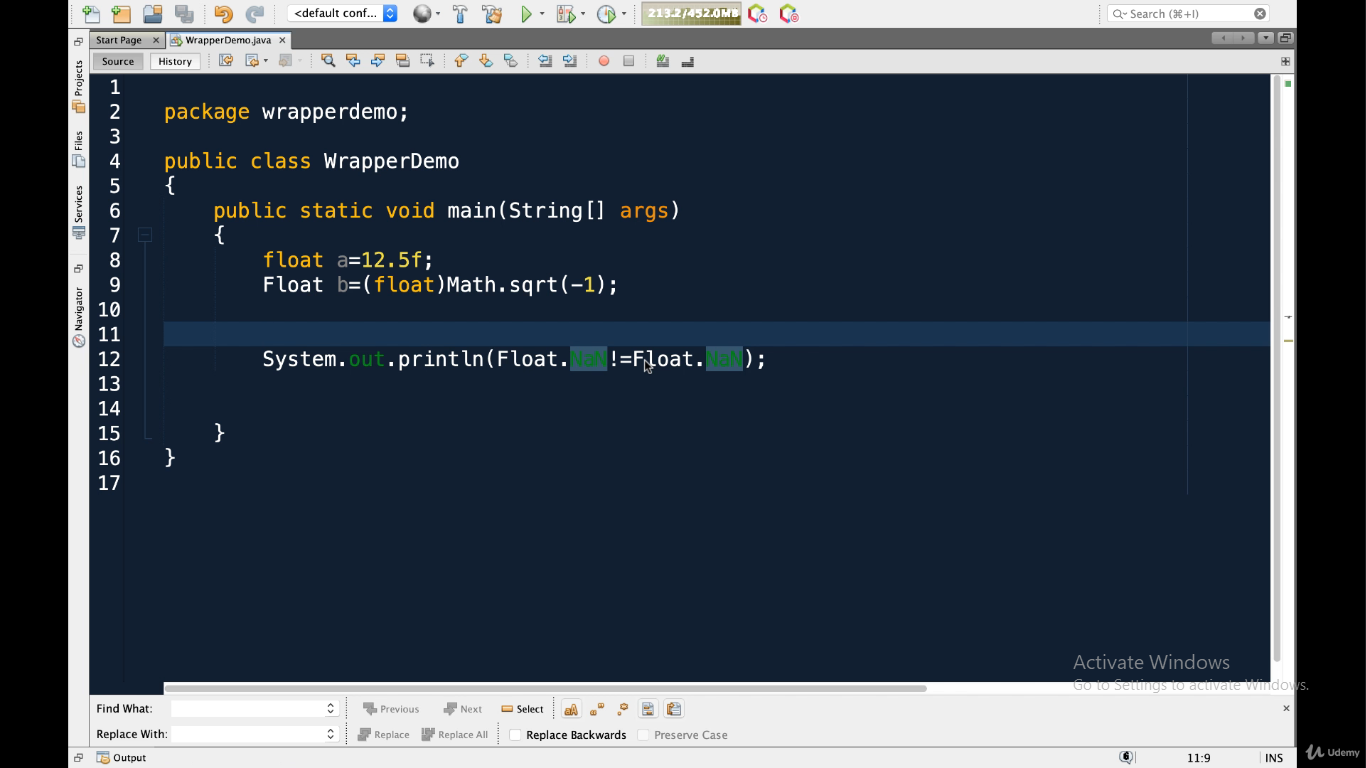 <default conf...
213.2/452.0MB
Search (⌘+I)
Start Page
WrapperDemo.java
Source
History
Projects
Files
Services
Navigator
1
2 package wrapperdemo;
3
4 public class WrapperDemo
5 {
6 public static void main(String[] args)
7 {
8 float a=12.5f;
9 Float b=(float)Math.sqrt(-1);
10
11
12 System.out.println(Float.NaN!=Float.NaN);
13
14
15 }
16 }
17
Activate Windows
Go to Settings to activate Windows.
Find What:
Previous
Next
Select
Replace With:
Replace
Replace All
Replace Backwards
Preserve Case
Output
6
11:9
INS
Udemy